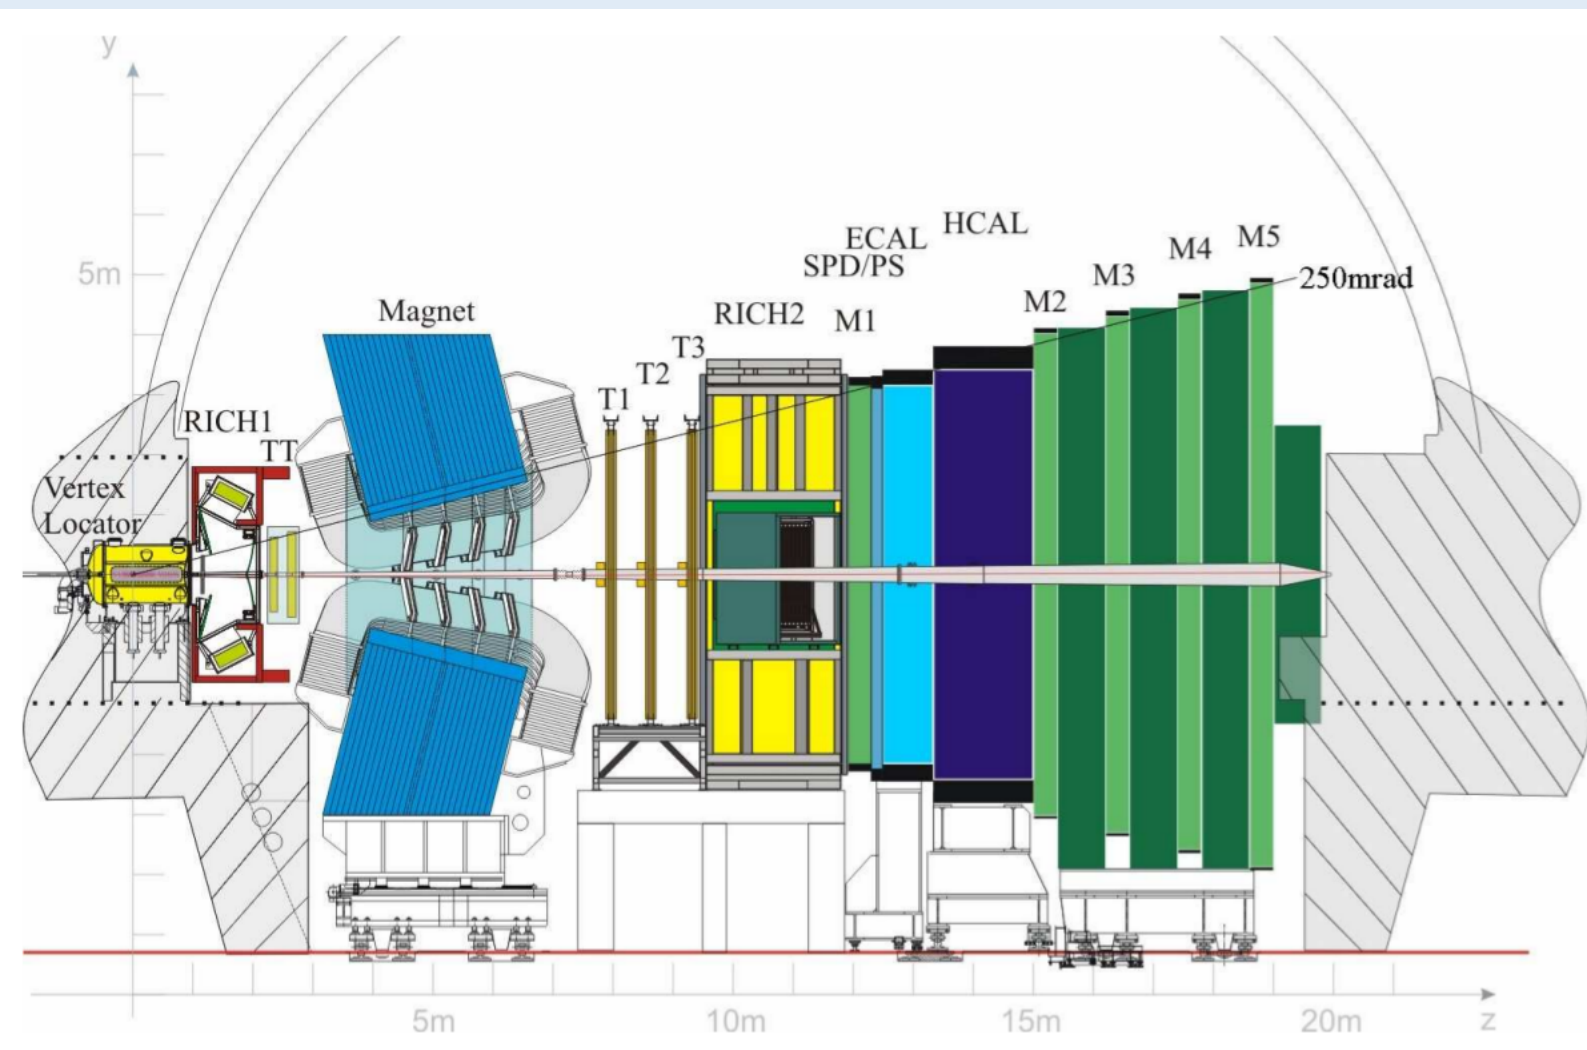 y
5m
HCAL
ECAL
SPD/PS
M5
M4
M3
M2
250mrad
Magnet
RICH2
M1
T3
T2
T1
RICH1
TT
Vertex
Locator
5m
10m
15m
20m
z